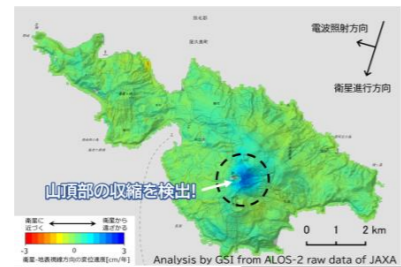 電波照射方向
衛星進行方向
山頂部の収縮を検出!
衛星に
近づく
衛星から
遠ざかる
-3
0
3
衛星-地表視線方向の変位速度[cm/年]
0 1 2 km
Analysis by GSI from ALOS-2 raw data of JAXA